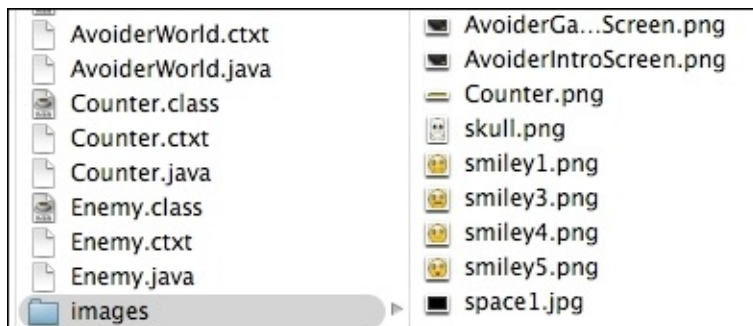 AvoiderWorld.ctxt
AvoiderWorld.java
Counter.class
Counter.ctxt
Counter.java
Enemy.class
Enemy.ctxt
Enemy.java
images
AvoiderGa...Screen.png
AvoiderIntroScreen.png
Counter.png
skull.png
smiley1.png
smiley3.png
smiley4.png
smiley5.png
space1.jpg